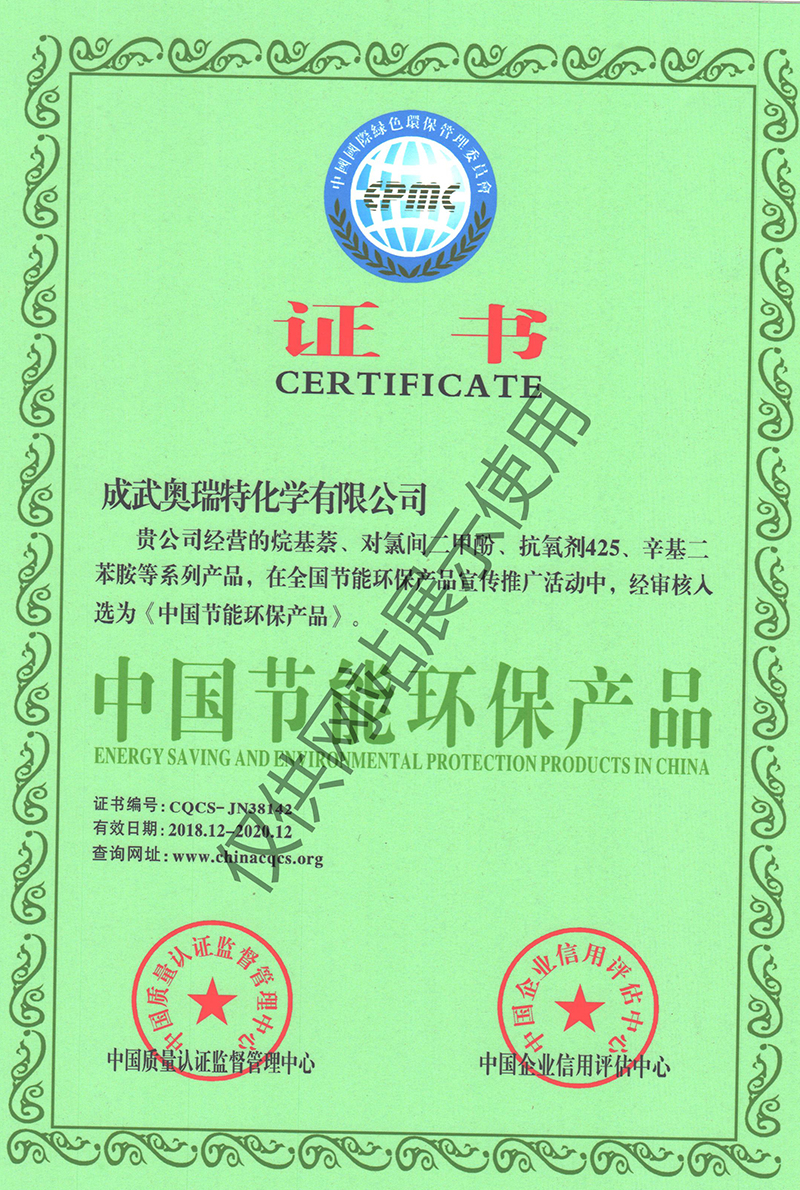 中國國際綠色環保管理委員會
EPMC
证书
CERTIFICATE
成武奥瑞特化学有限公司
贵公司经营的烷基萘、对氯间二甲酚、抗氧剂425、辛基二
苯胺等系列产品，在全国节能环保产品宣传推广活动中，经审核入
选为《中国节能环保产品》。
中国节能环保产品
ENERGY SAVING AND ENVIRONMENTAL PROTECTION PRODUCTS IN CHINA
证书编号：CQCS-JN38142
有效日期：2018.12-2020.12
查询网址：www.chinacqcs.org
仅供网站展示使用
中国质量认证监督管理中心
中国质量认证监督管理中心
中国企业信用评估中心
中国企业信用评估中心